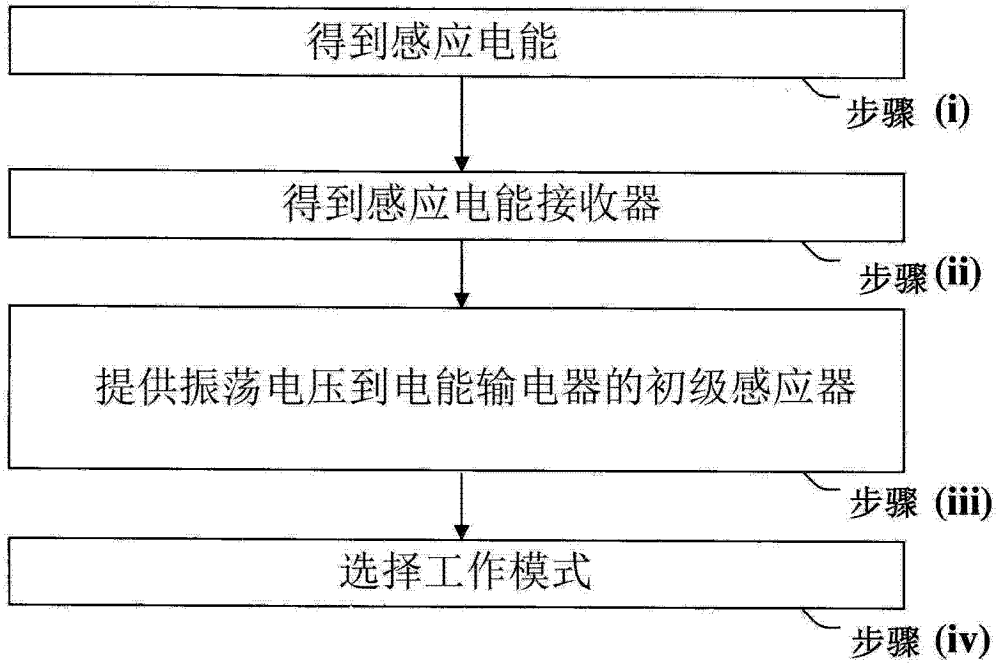 得到感应电能
步骤 (i)
得到感应电能接收器
步骤 (ii)
提供振荡电压到电能输电器的初级感应器
步骤 (iii)
选择工作模式
步骤 (iv)